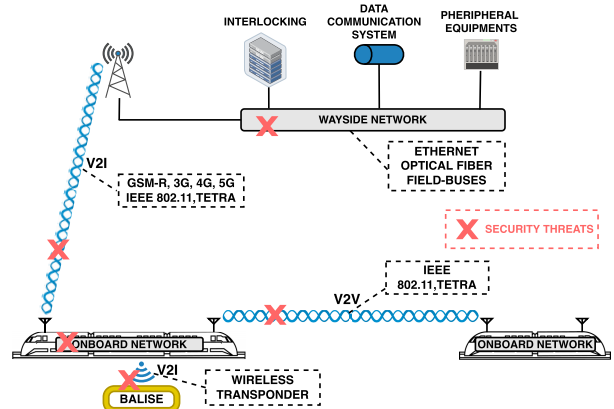 INTERLOCKING
DATA
COMMUNICATION
SYSTEM
PHERIPHERAL
EQUIPMENTS
WAYSIDE NETWORK
V2I
GSM-R, 3G, 4G, 5G
IEEE 802.11,TETRA
ETHERNET
OPTICAL FIBER
FIELD-BUSES
SECURITY THREATS
IEEE
802.11,TETRA
V2V
ONBOARD NETWORK
ONBOARD NETWORK
V2I
WIRELESS
TRANSPONDER
BALISE